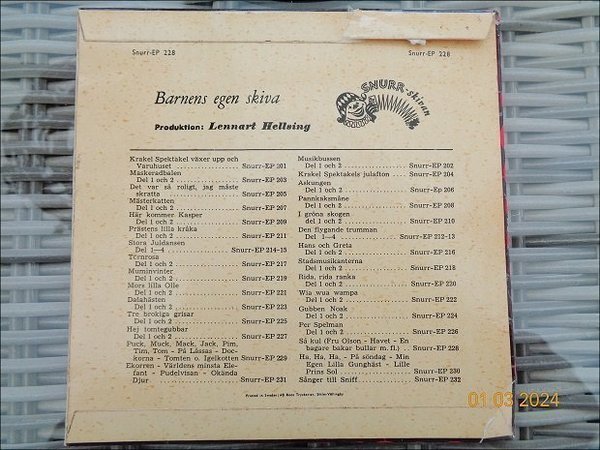 Snurr-EP 228
Snurr-EP 228
Barnens egen skiva
SNURR-skivan
Produktion: Lennart Hellsing
Krakel Spektakel växer upp och
Varuhuset Snurr-EP 201
Maskeradbalen
Del 1 och 2 Snurr-EP 203
Det var så roligt, jag måste
skratta Snurr-EP 205
Mästerkatten
Del 1 och 2 Snurr-EP 207
Här kommer Kasper
Del 1 och 2 Snurr-EP 209
Prästens lilla kråka
Del 1 och 2 Snurr-EP 211
Stora Juldansen
Del 1—4 Snurr-EP 214-15
Törnrosa
Del 1 och 2 Snurr-EP 217
Muminvinter
Del 1 och 2 Snurr-EP 219
Mors lilla Olle
Del 1 och 2 Snurr-EP 221
Dalahästen
Del 1 och 2 Snurr-EP 223
Tre brokiga grisar
Del 1 och 2 Snurr-EP 225
Hej tomtegubbar
Del 1 och 2 Snurr-EP 227
Puck, Muck, Mack, Jack, Pim,
Tim, Tom - På Låssas - Doc-
korna - Tomten o. Igelkotten Snurr-EP 229
Ekorren - Världens minsta Ele-
fant - Pudelvisan - Okända
Djur Snurr-EP 231
Musikbussen
Del 1 och 2 Snurr-EP 202
Krakel Spektakels julafton Snurr-EP 204
Askungen
Del 1 och 2 Snurr-Ep 206
Pannkaksmåne
Del 1 och 2 Snurr-EP 208
I gröna skogen
del 1 och 2 Snurr-EP 210
Den flygande trumman
Del 1—4 Snurr-EP 212-13
Hans och Greta
Del 1 och 2 Snurr-EP 216
Stadsmusikanterna
Del 1 och 2 Snurr-EP 218
Rida, rida ranka
Del 1 och 2 Snurr-EP 220
Wia wua wampa
Del 1 och 2 Snurr-EP 222
Gubben Noak
Del 1 och 2 Snurr-EP 224
Per Spelman
Del 1 och 2 Snurr-EP 226
Så kul (Fru Olson - Havet - En
bagare bakar bullar m. fl.) Snurr-EP 228
Ha, Ha, Ha, - På söndag - Min
Egen Lilla Gunghäst - Lille
Prins Sol Snurr-EP 230
Sånger till Sniff Snurr-EP 232
Printed in Sweden
01 03 2024